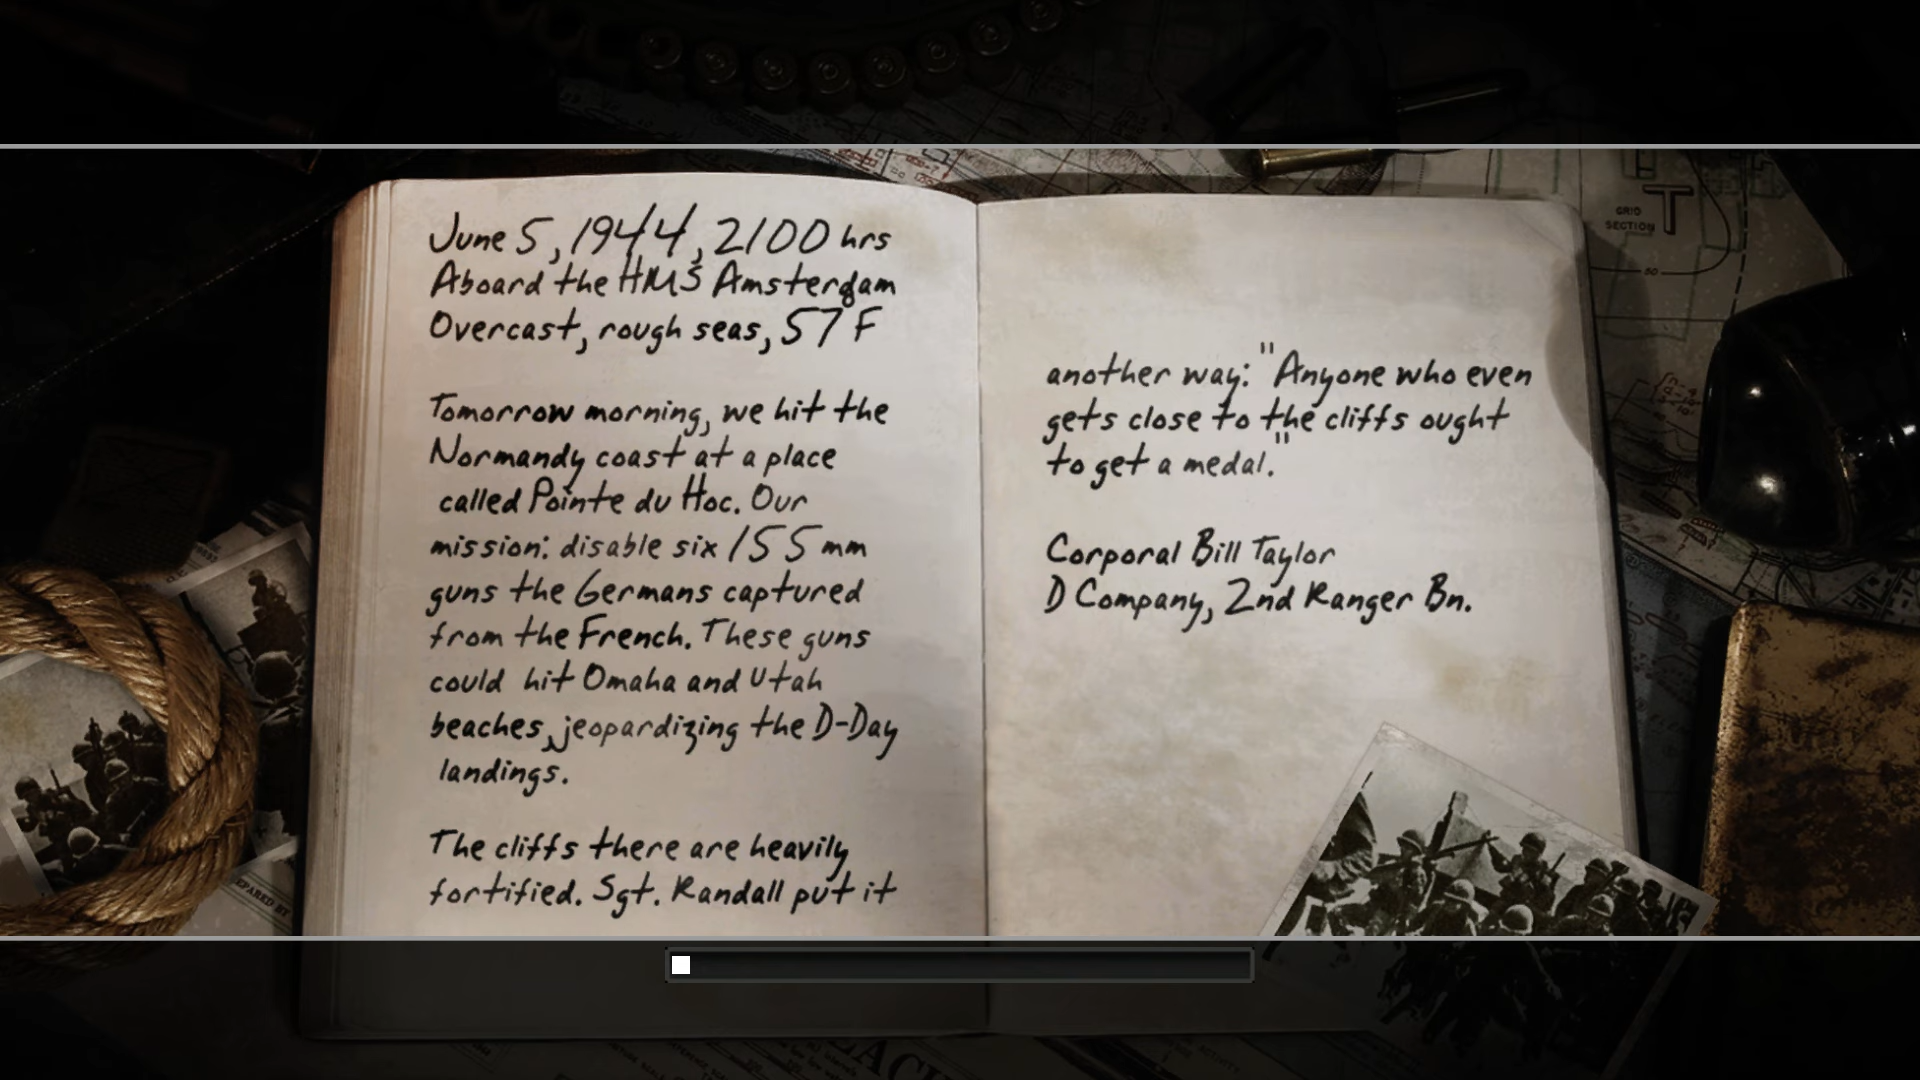 June 5, 1944, 2100 hrs
Aboard the HMS Amsterdam
Overcast, rough seas, 57 F
Tomorrow morning, we hit the
Normandy coast at a place
called Pointe du Hoc. Our
mission: disable six 155 mm
guns the Germans captured
from the French. These guns
could hit Omaha and Utah
beaches, jeopardizing the D-Day
landings.
The cliffs there are heavily
fortified. Sgt. Randall put it
another way: "Anyone who even
gets close to the cliffs ought
to get a medal."
Corporal Bill Taylor
D Company, 2nd Ranger Bn.
GRID
SECTION
T